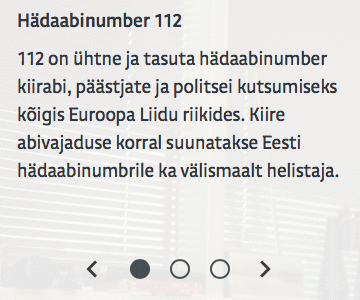 Hädaabinumber 112
112 on ühtne ja tasuta hädaabinumber
kiirabi, päästjate ja politsei kutsumiseks
kõigis Euroopa Liidu riikides. Kiire
abivajaduse korral suunatakse Eesti
hädaabinumbrile ka välismaalt helistaja.